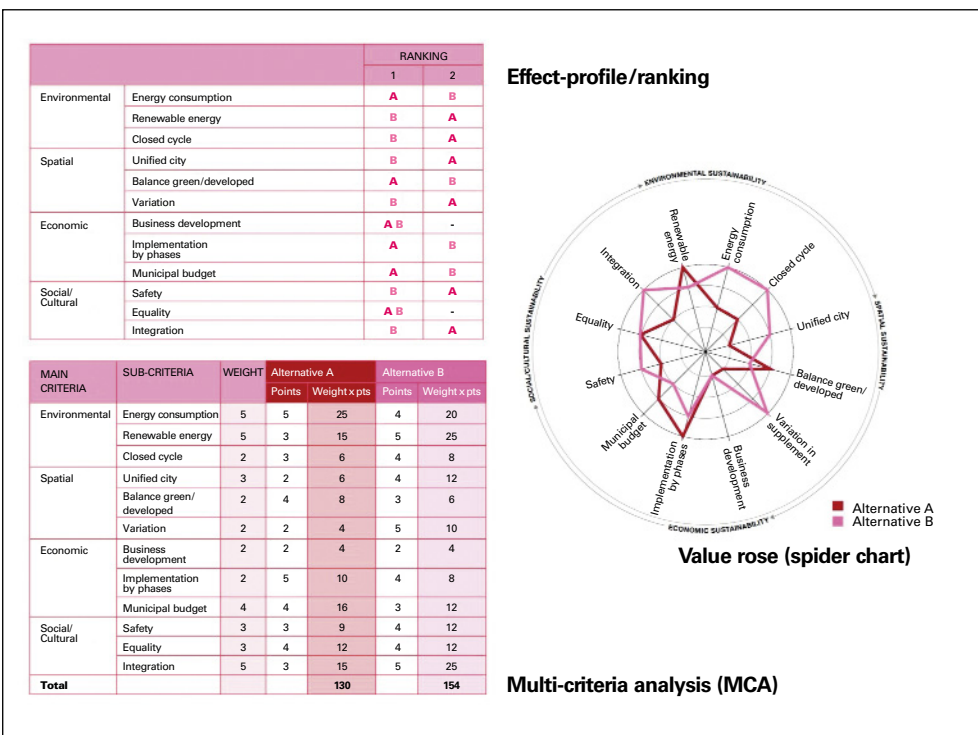 RANKING
1 2
Environmental Energy consumption A B
Renewable energy B A
Closed cycle B A
Spatial Unified city B A
Balance green/developed A B
Variation B A
Economic Business development A B -
Implementation
by phases A B
Municipal budget A B
Social/
Cultural Safety B A
Equality A B -
Integration B A
Effect-profile/ranking
ENVIRONMENTAL SUSTAINABILITY
SPATIAL SUSTAINABILITY
ECONOMIC SUSTAINABILITY
SOCIAL/CULTURAL SUSTAINABILITY
Renewable
energy
Energy
consumption
Closed cycle
Unified city
Balance green/
developed
Variation in
supplement
Business
development
Implementation
by phases
Municipal
budget
Safety
Equality
Integration
Alternative A
Alternative B
Value rose (spider chart)
MAIN
CRITERIA SUB-CRITERIA WEIGHT Alternative A Alternative B
Points Weight x pts Points Weight x pts
Environmental Energy consumption 5 5 25 4 20
Renewable energy 5 3 15 5 25
Closed cycle 2 3 6 4 8
Spatial Unified city 3 2 6 4 12
Balance green/
developed 2 4 8 3 6
Variation 2 2 4 5 10
Economic Business
development 2 2 4 2 4
Implementation
by phases 2 5 10 4 8
Municipal budget 4 4 16 3 12
Social/
Cultural Safety 3 3 9 4 12
Equality 3 4 12 4 12
Integration 5 3 15 5 25
Total 130 154
Multi-criteria analysis (MCA)